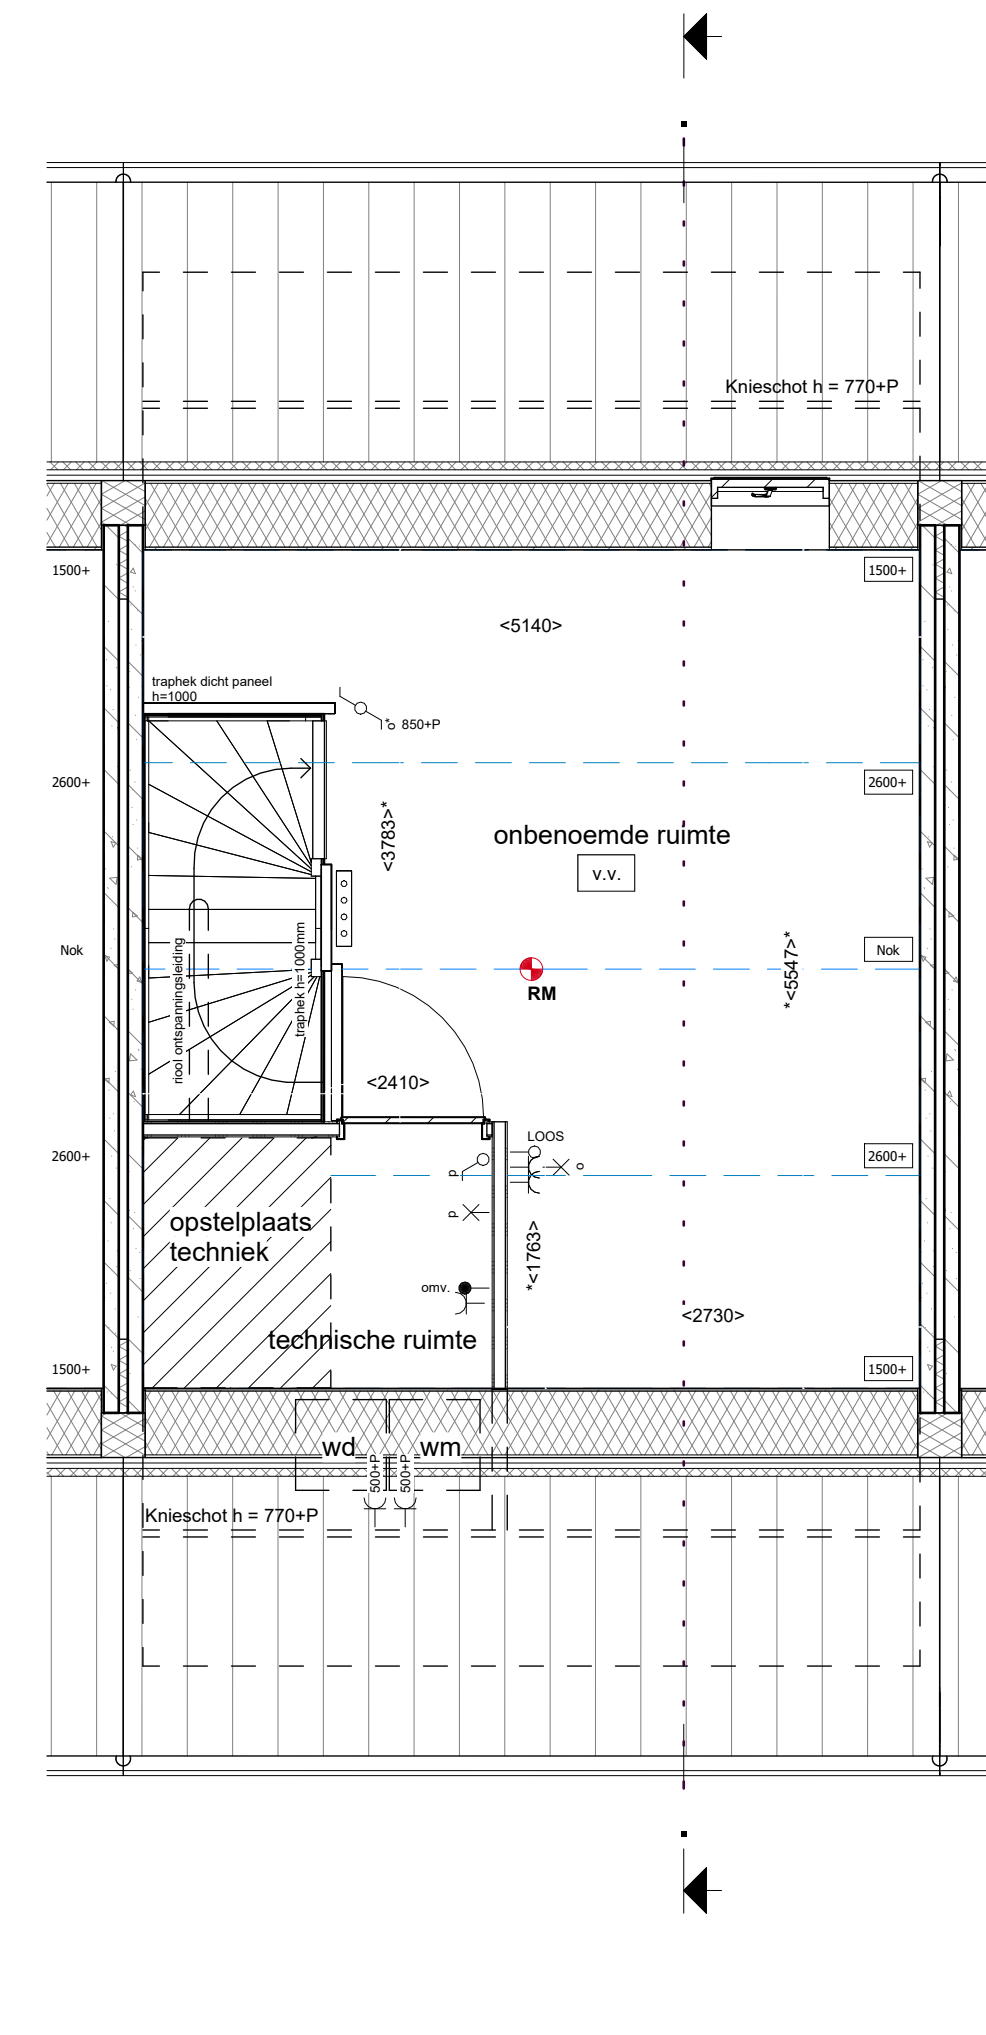 Knieschot h = 770+P
1500+
1500+
<5140>
traphek dicht paneel
h=1000
*o 850+P
2600+
2600+
<3783>*
onbenoemde ruimte
v.v.
Nok
Nok
*<5547>*
riool ontspanningsleiding
traphek h=1000mm
RM
<2410>
LOOS
2600+
2600+
p
o
p
opstelplaats
techniek
*<1763>
omv.
<2730>
technische ruimte
1500+
1500+
wd
wm
500+P
500+P
Knieschot h = 770+P